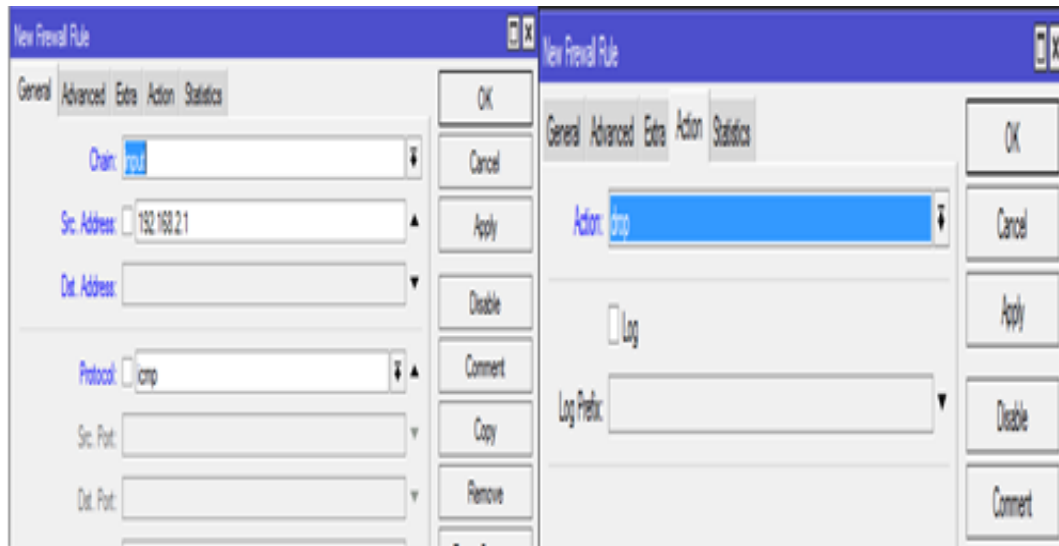 New Firewall Rule
General Advanced Extra Action Statistics
Chain: input
Src. Address: 192.168.2.1
Dst. Address:
Protocol: icmp
Src. Port:
Dst. Port:
OK
Cancel
Apply
Disable
Comment
Copy
Remove
New Firewall Rule
General Advanced Extra Action Statistics
Action: drop
Log
Log Prefix:
OK
Cancel
Apply
Disable
Comment